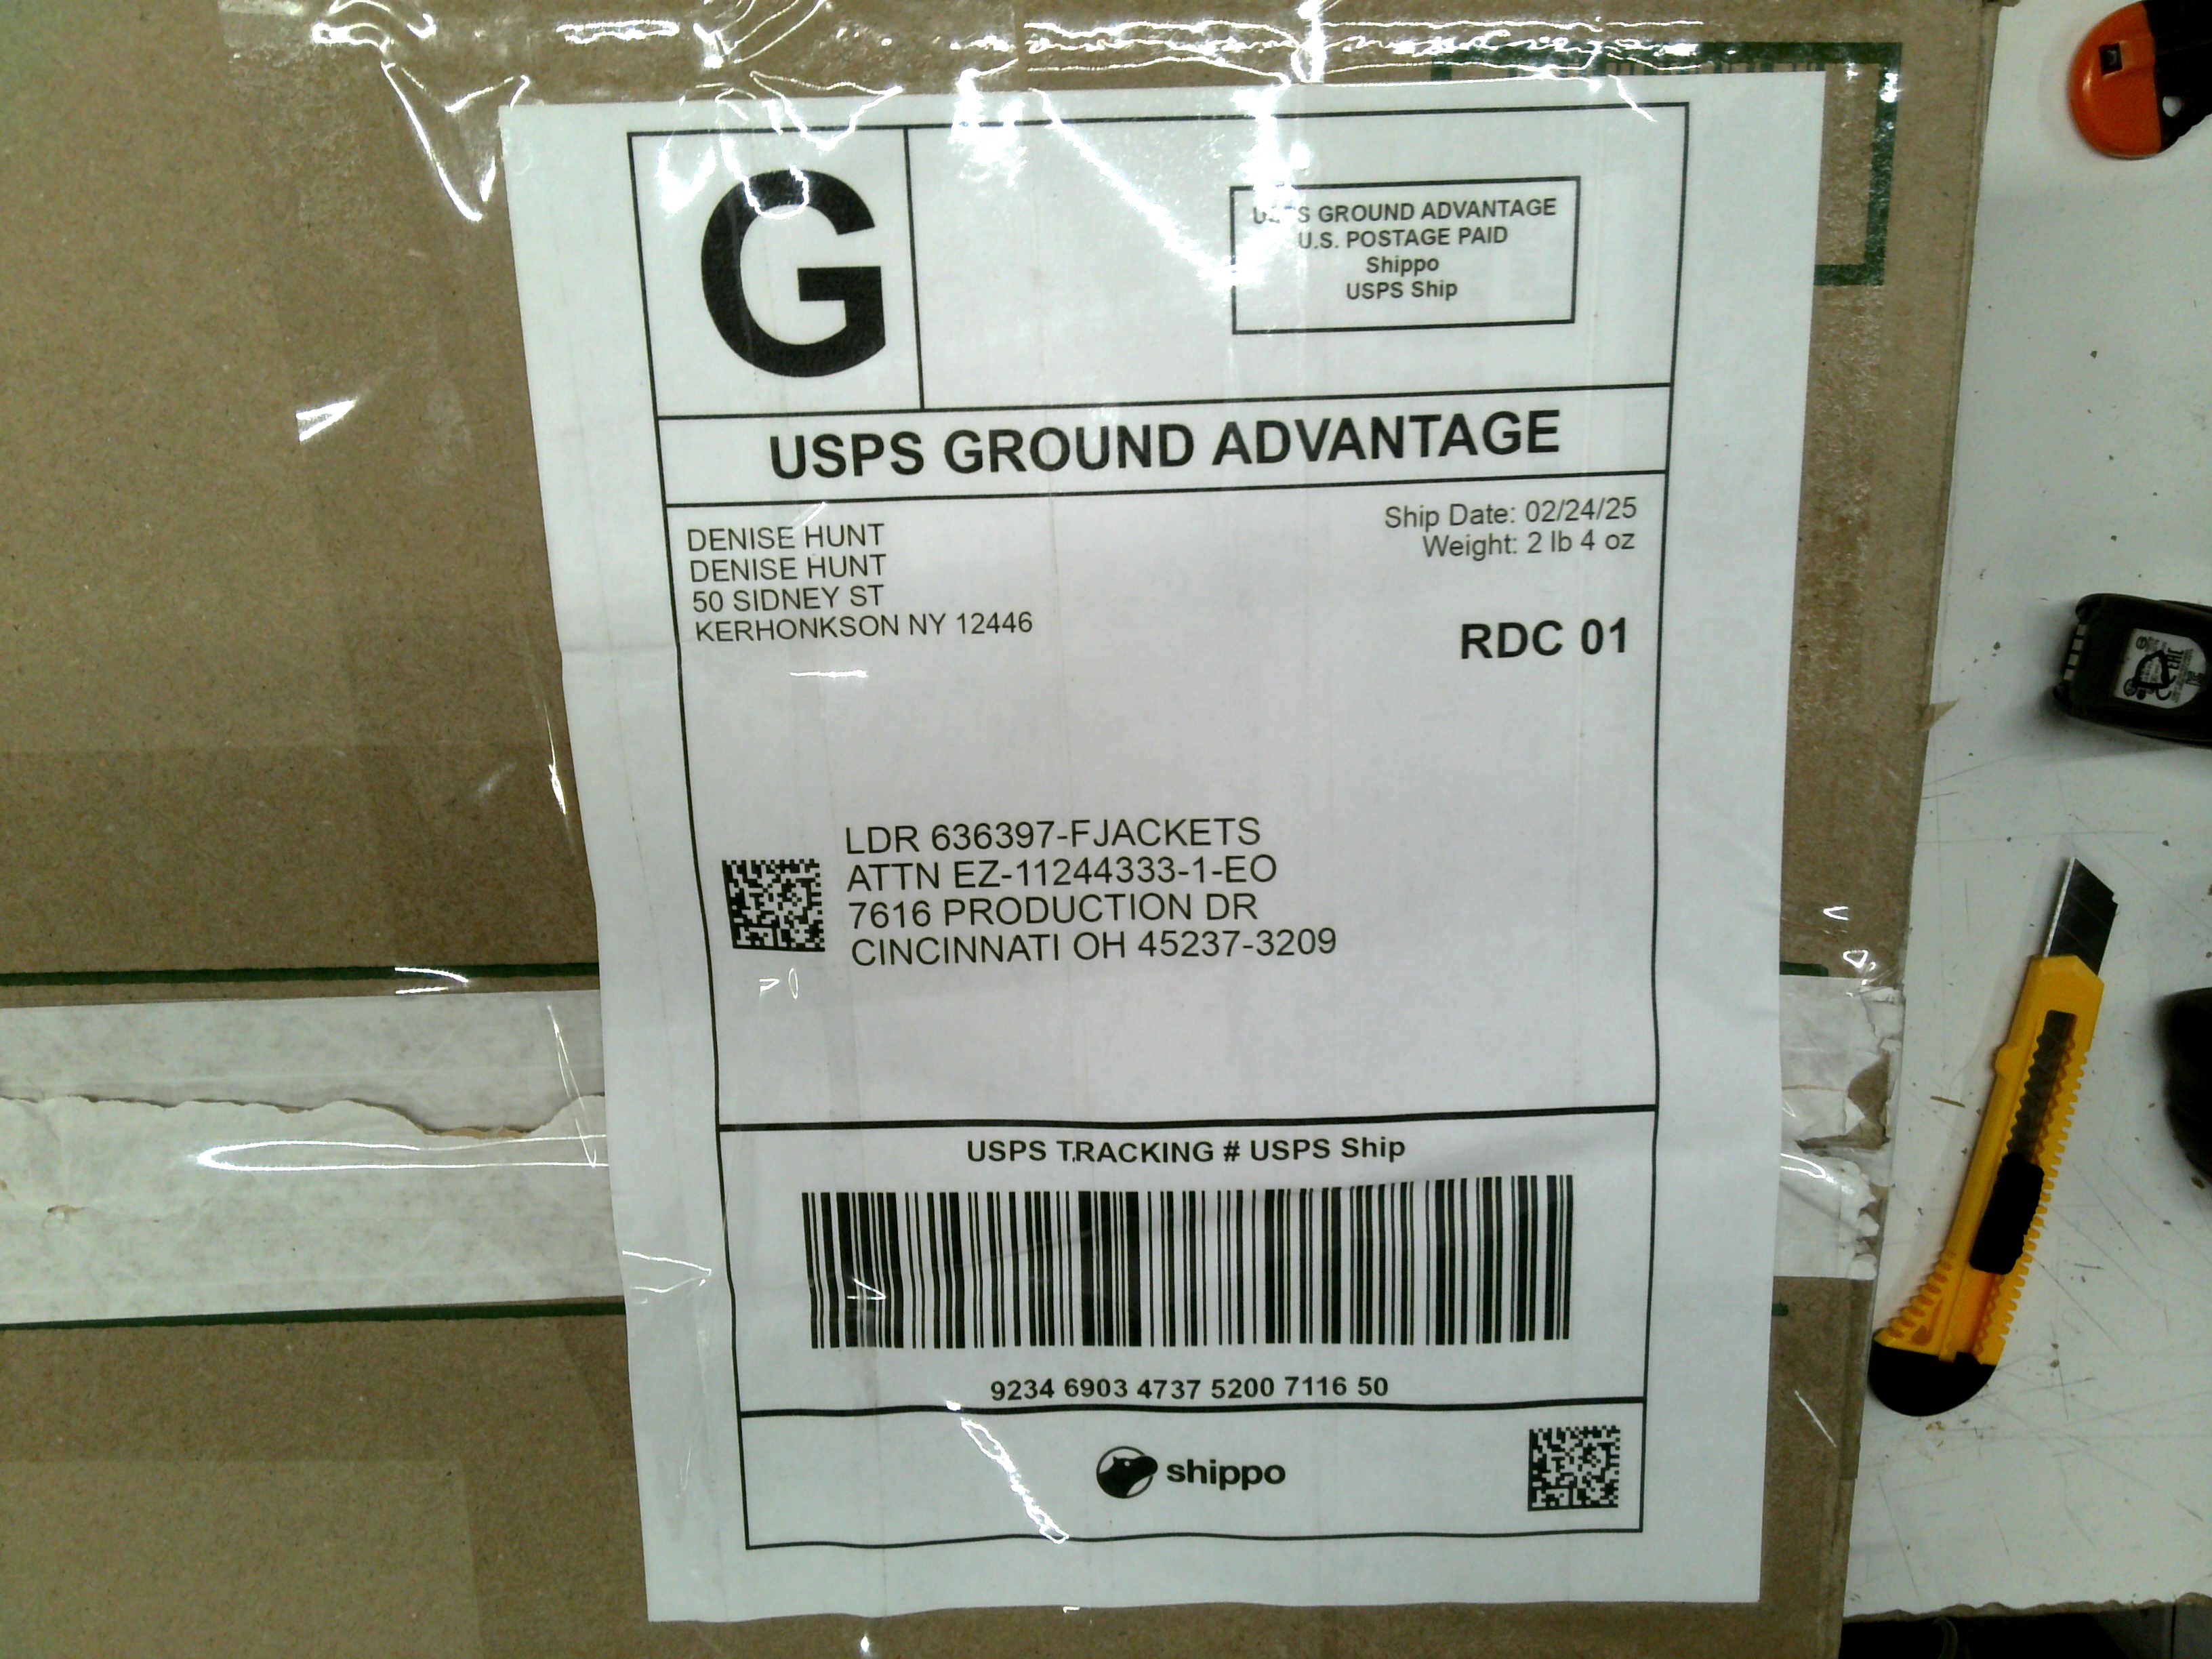 G
USPS GROUND ADVANTAGE
U.S. POSTAGE PAID
Shippo
USPS Ship
USPS GROUND ADVANTAGE
DENISE HUNT
DENISE HUNT
50 SIDNEY ST
KERHONKSON NY 12446
Ship Date: 02/24/25
Weight: 2 lb 4 oz
RDC 01
LDR 636397-FJACKETS
ATTN EZ-11244333-1-EO
7616 PRODUCTION DR
CINCINNATI OH 45237-3209
USPS TRACKING # USPS Ship
9234 6903 4737 5200 7116 50
shippo